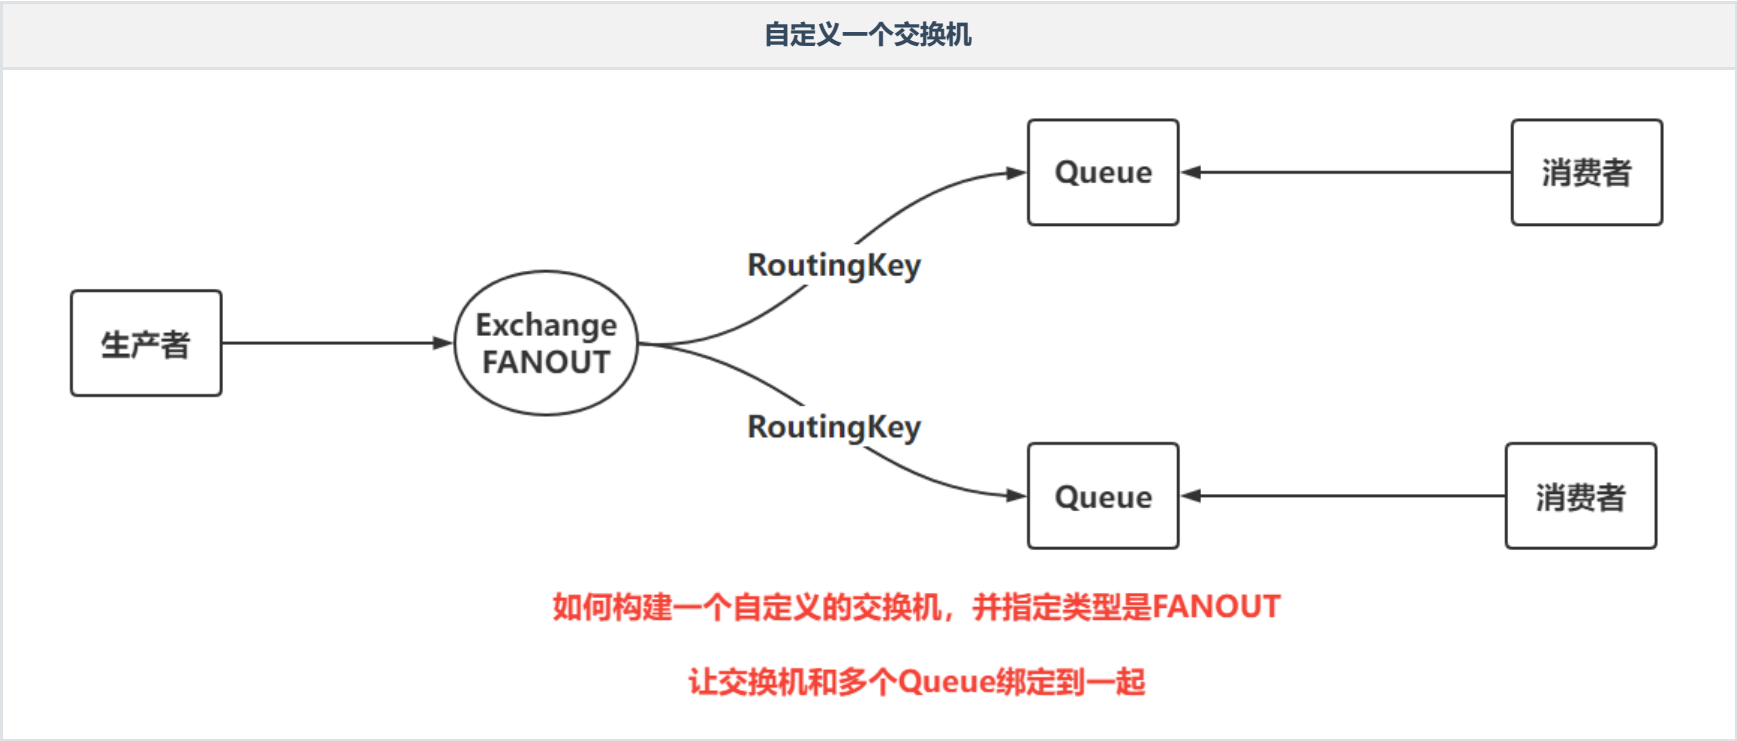 自定义一个交换机
Queue
消费者
RoutingKey
生产者
Exchange
FANOUT
RoutingKey
Queue
消费者
如何构建一个自定义的交换机，并指定类型是FANOUT
让交换机和多个Queue绑定到一起